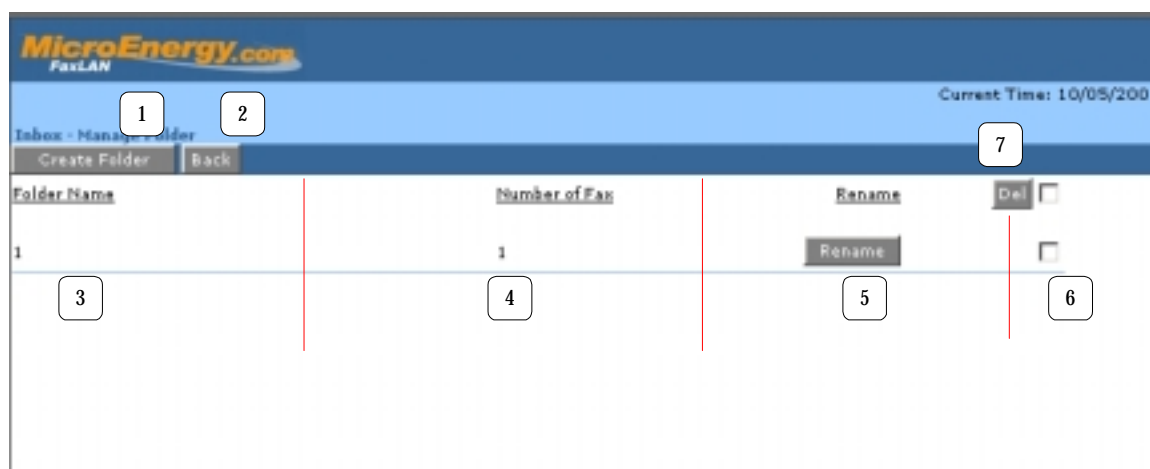 MicroEnergy.com
FaxLAN
Current Time: 10/05/200
1 2
Inbox - Manage Folder
7
Create Folder Back
Folder Name Number of Fax Rename Del
1 1 Rename
3 4 5 6